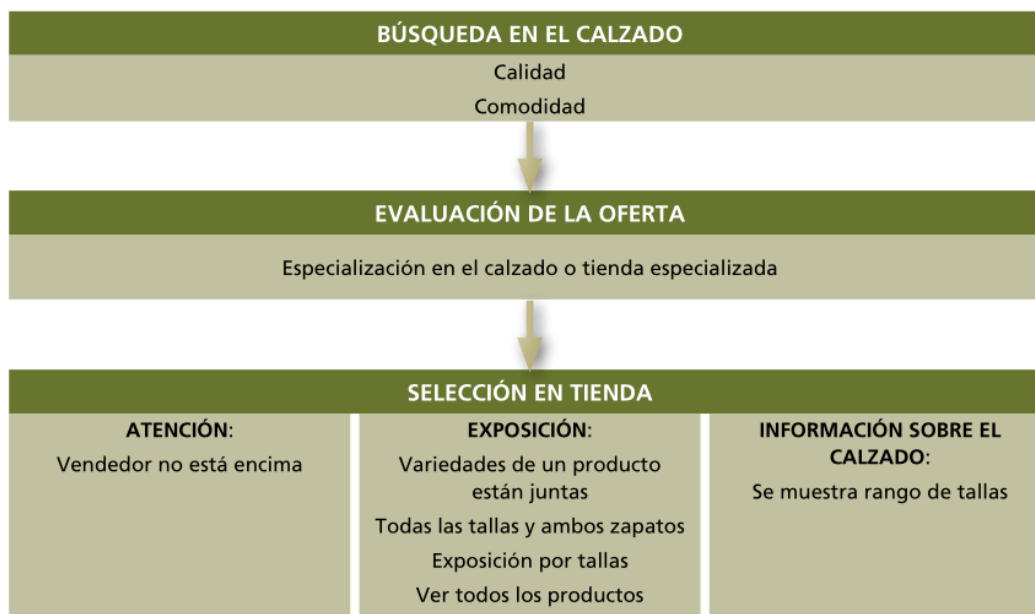 BÚSQUEDA EN EL CALZADO
Calidad
Comodidad
EVALUACIÓN DE LA OFERTA
Especialización en el calzado o tienda especializada
SELECCIÓN EN TIENDA
ATENCIÓN:
Vendedor no está encima
EXPOSICIÓN:
Variedades de un producto
están juntas
Todas las tallas y ambos zapatos
Exposición por tallas
Ver todos los productos
INFORMACIÓN SOBRE EL
CALZADO:
Se muestra rango de tallas